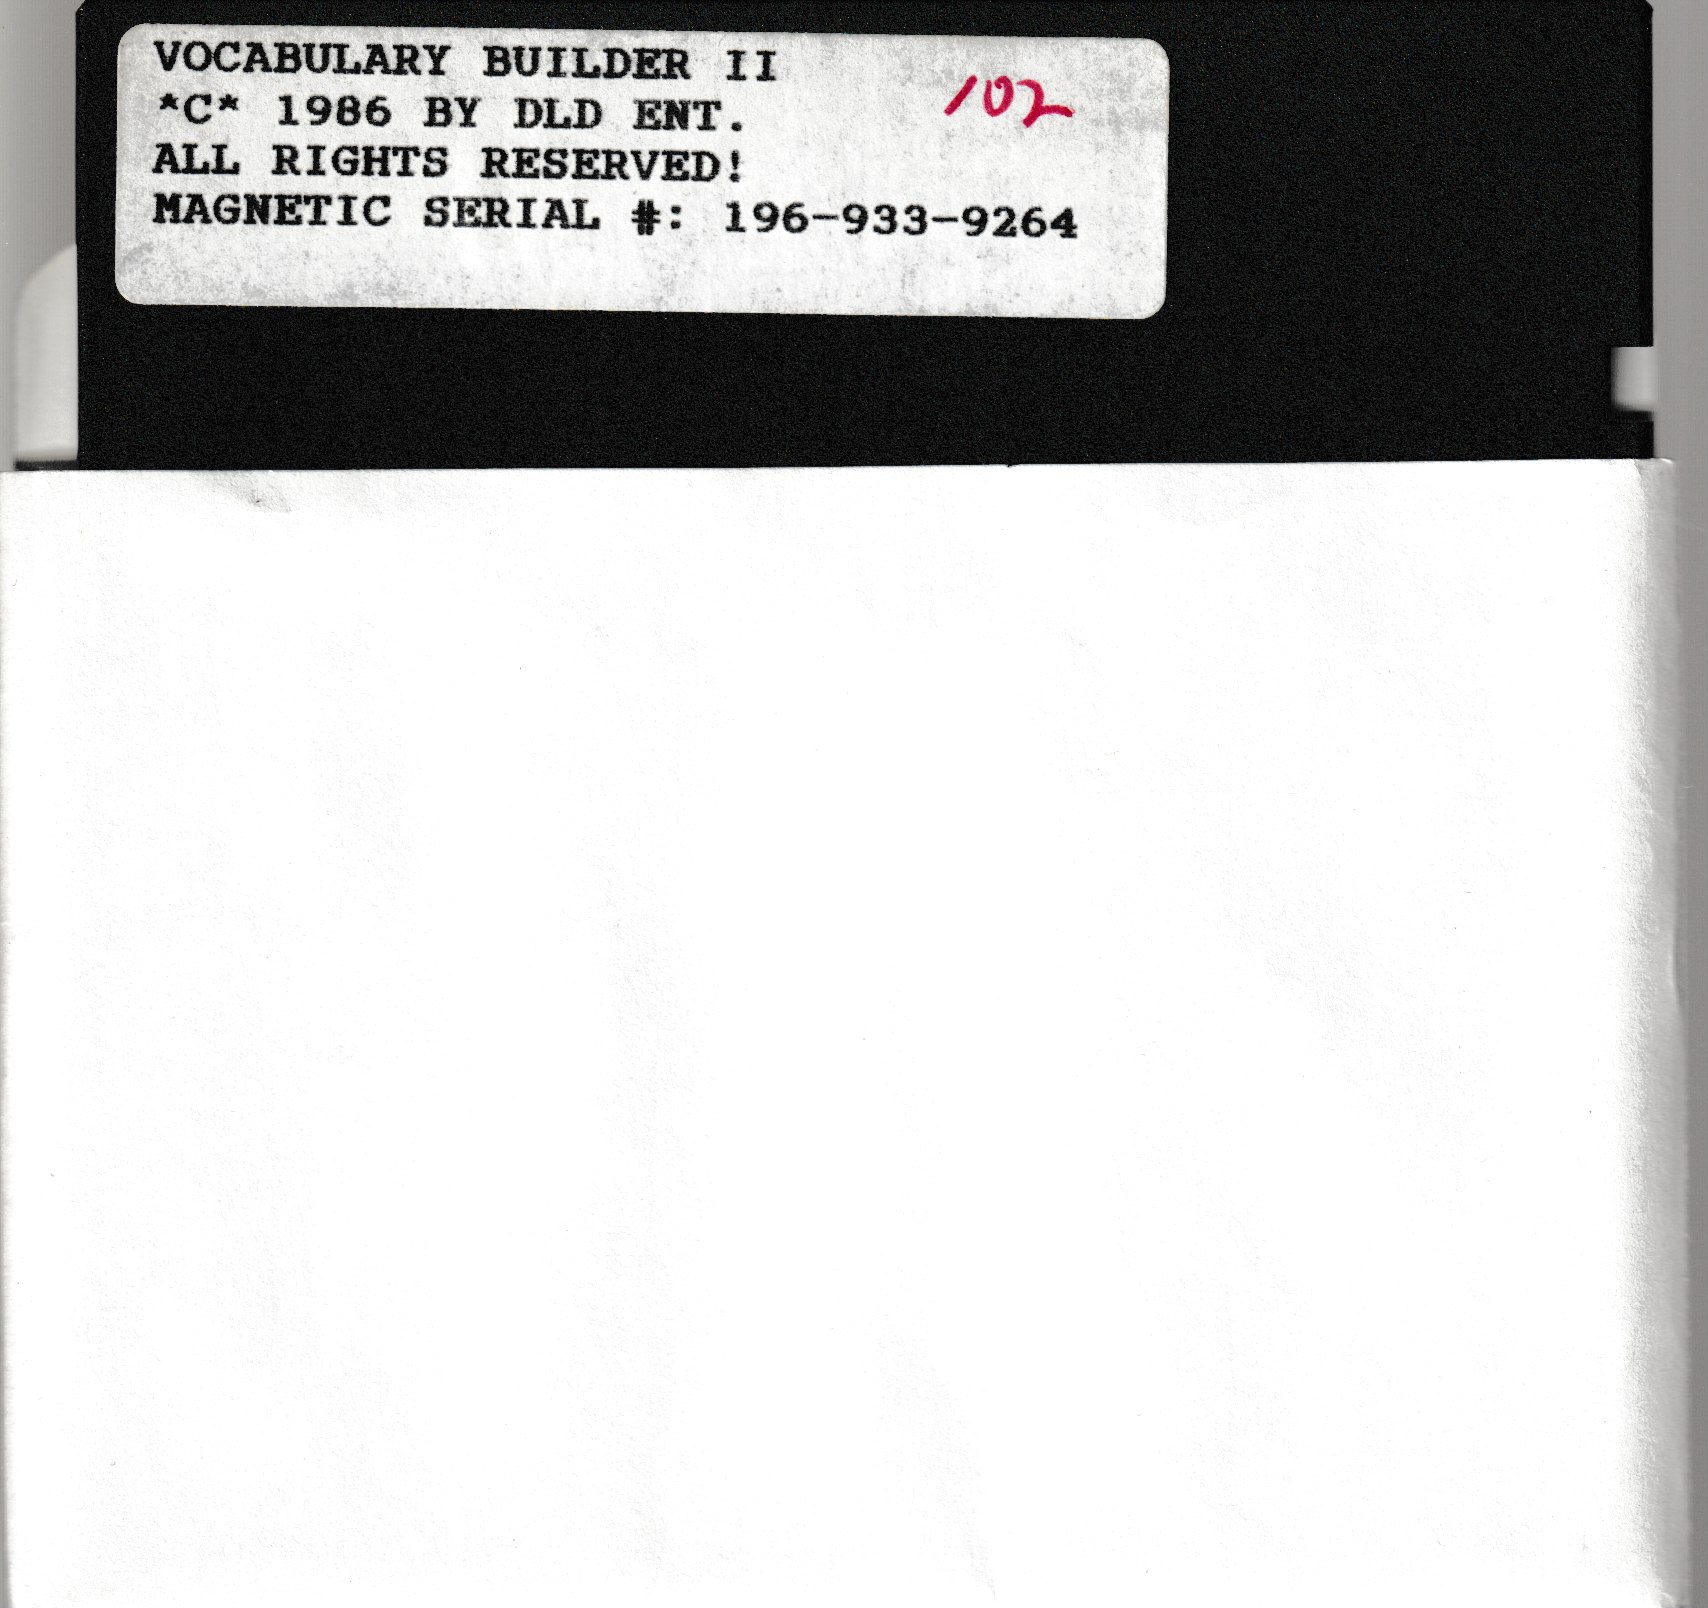 VOCABULARY BUILDER II
102
*C* 1986 BY DLD ENT.
ALL RIGHTS RESERVED!
MAGNETIC SERIAL #: 196-933-9264